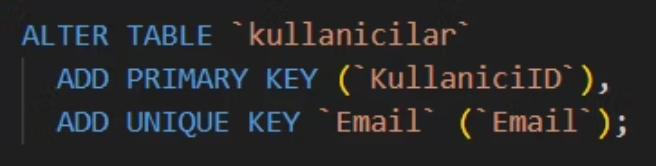 ALTER TABLE `kullanicilar`
ADD PRIMARY KEY (`KullaniciID`),
ADD UNIQUE KEY `Email` (`Email`);